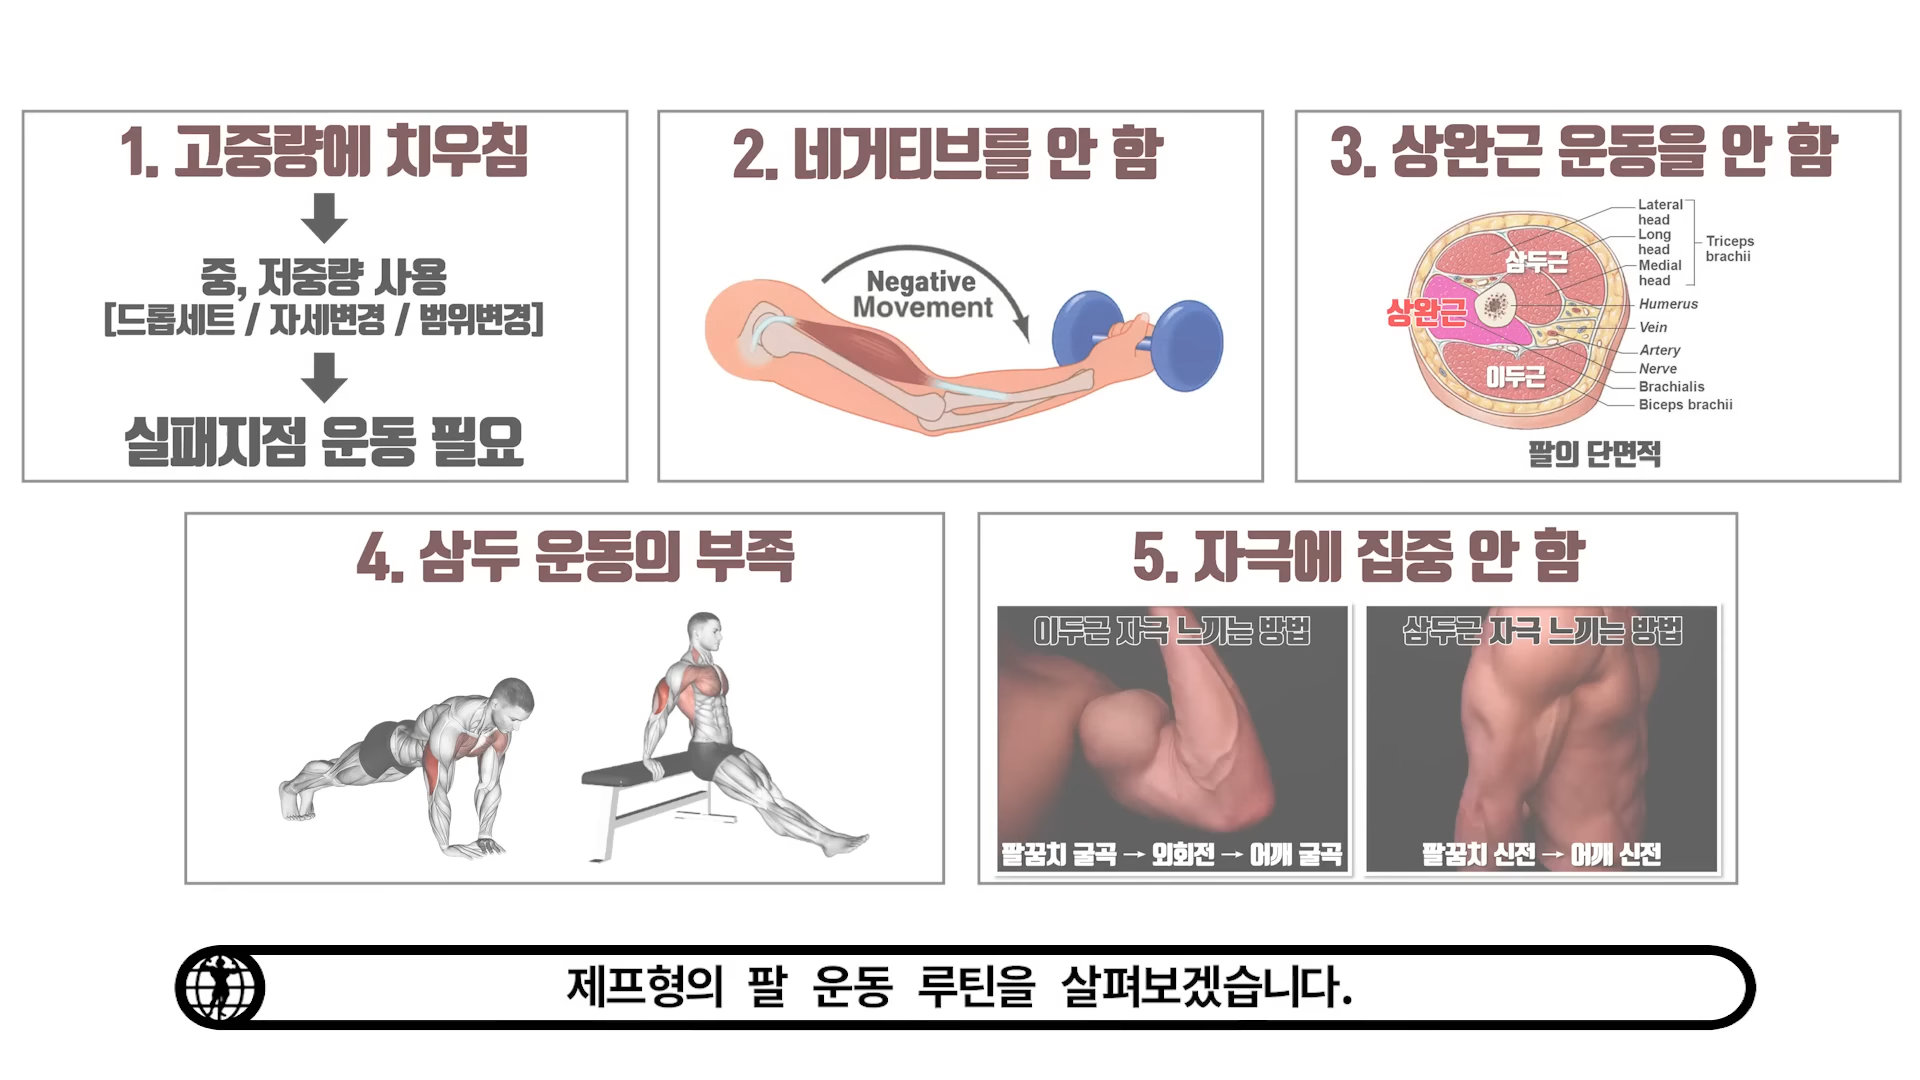 1. 고중량에 치우침
중, 저중량 사용
[드롭세트 / 자세변경 / 범위변경]
실패지점 운동 필요
2. 네거티브를 안 함
Negative
Movement
3. 상완근 운동을 안 함
Lateral
head
Long
head
Medial
head
Triceps
brachii
Humerus
Vein
Artery
Nerve
Brachialis
Biceps brachii
삼두근
상완근
이두근
팔의 단면적
4. 삼두 운동의 부족
5. 자극에 집중 안 함
이두근 자극 느끼는 방법
팔꿈치 굴곡 → 외회전 → 어깨 굴곡
삼두근 자극 느끼는 방법
팔꿈치 신전 → 어깨 신전
제프형의 팔 운동 루틴을 살펴보겠습니다.